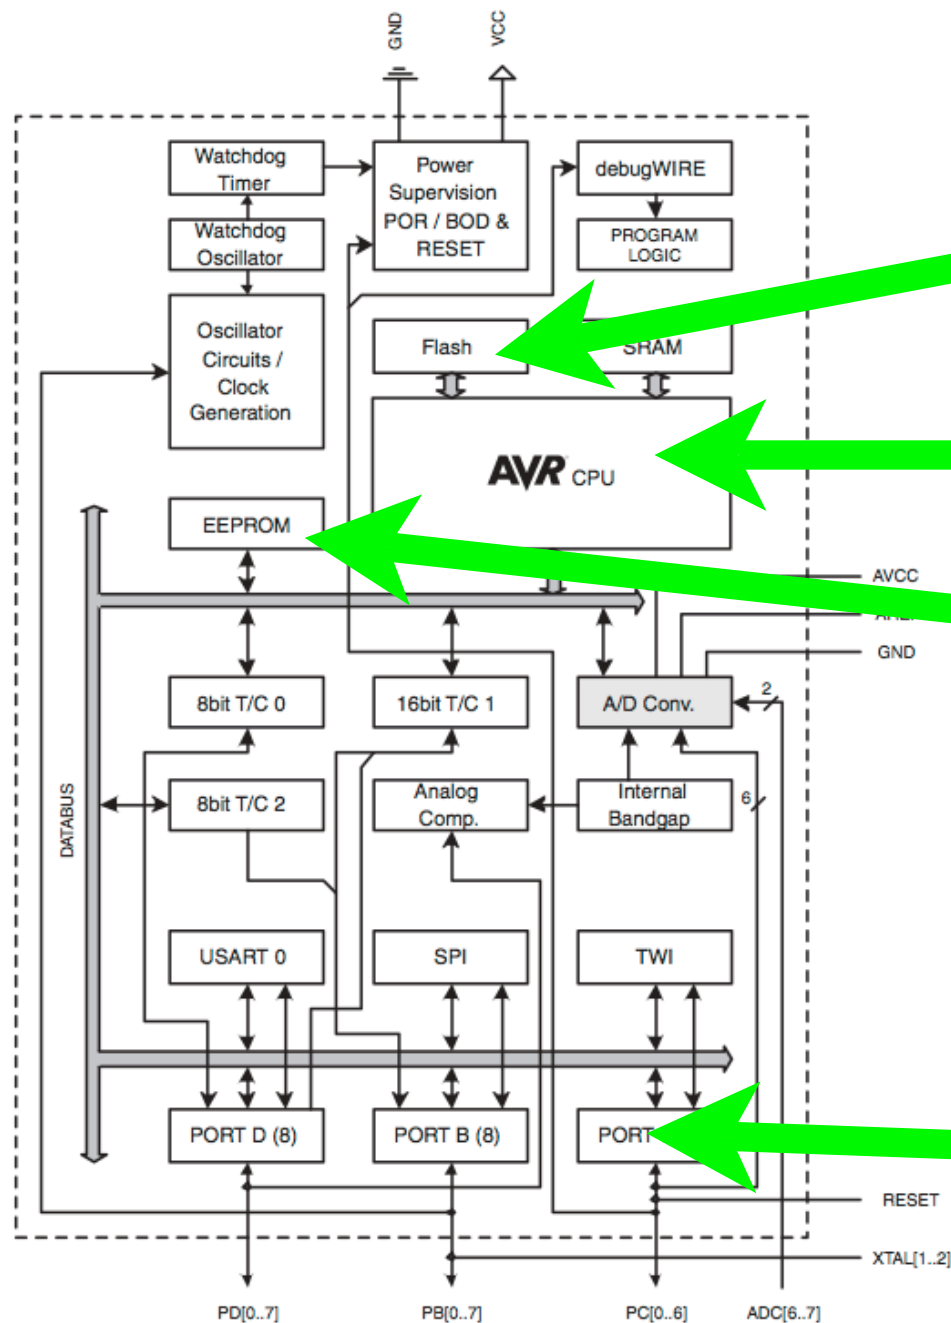 GND
VCC
Watchdog
Timer
Power
Supervision
POR / BOD &
RESET
debugWIRE
Watchdog
Oscillator
PROGRAM
LOGIC
Oscillator
Circuits /
Clock
Generation
Flash
SRAM
AVR CPU
EEPROM
AVCC
GND
8bit T/C 0
16bit T/C 1
A/D Conv.
2
DATABUS
8bit T/C 2
Analog
Comp.
Internal
Bandgap
6
USART 0
SPI
TWI
PORT D (8)
PORT B (8)
PORT
RESET
XTAL[1..2]
PD[0..7]
PB[0..7]
PC[0..6]
ADC[6..7]